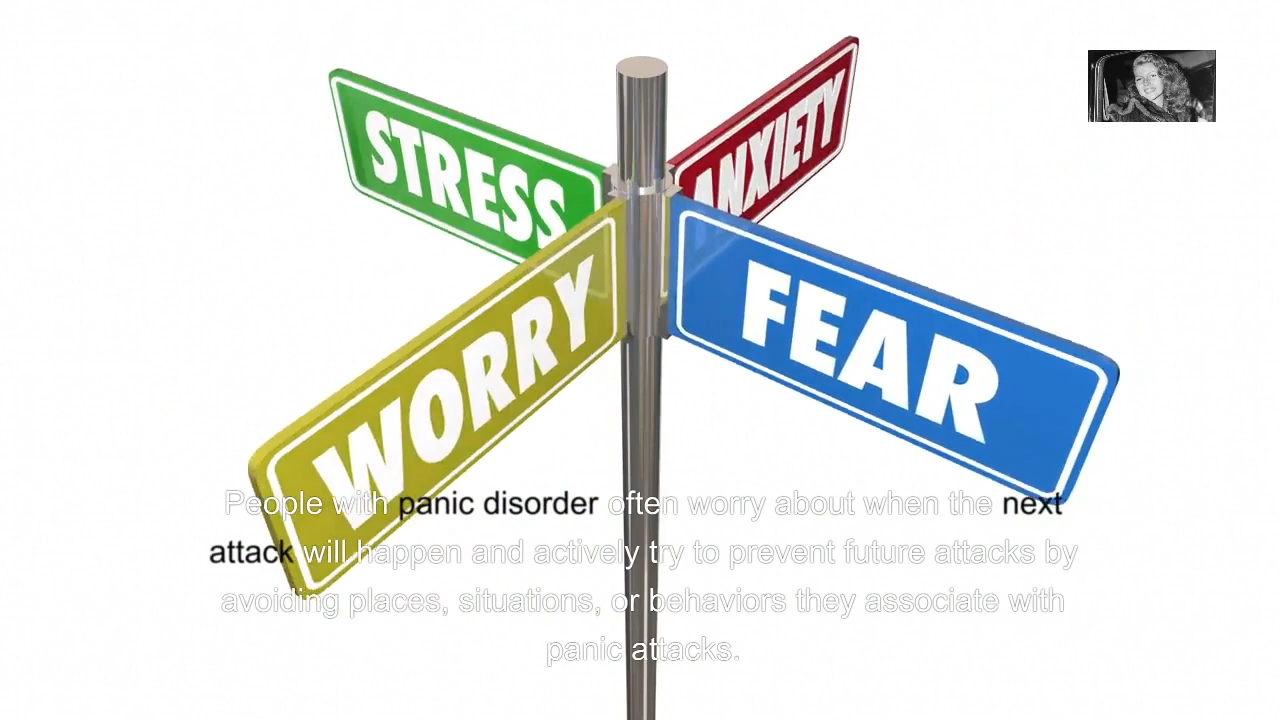 STRESS
ANXIETY
WORRY
FEAR
People with panic disorder often worry about when the next
attack will happen and actively try to prevent future attacks by
avoiding places, situations, or behaviors they associate with
panic attacks.